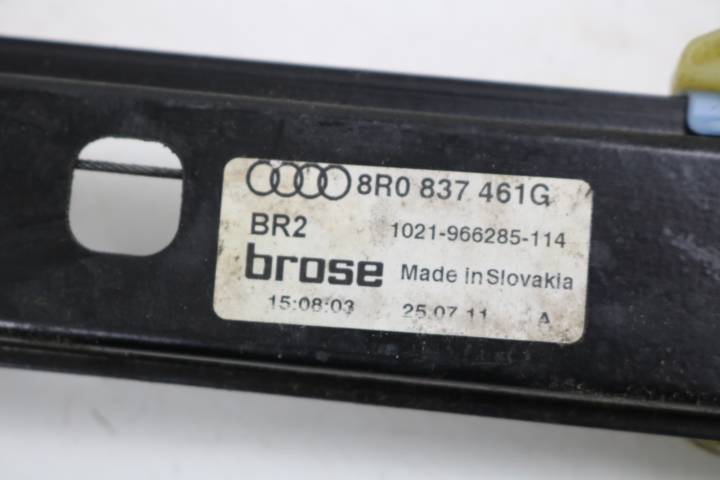 8R0 837 461G
BR2 1021-966285-114
brose Made in Slovakia
15:08:03 25.07.11 A